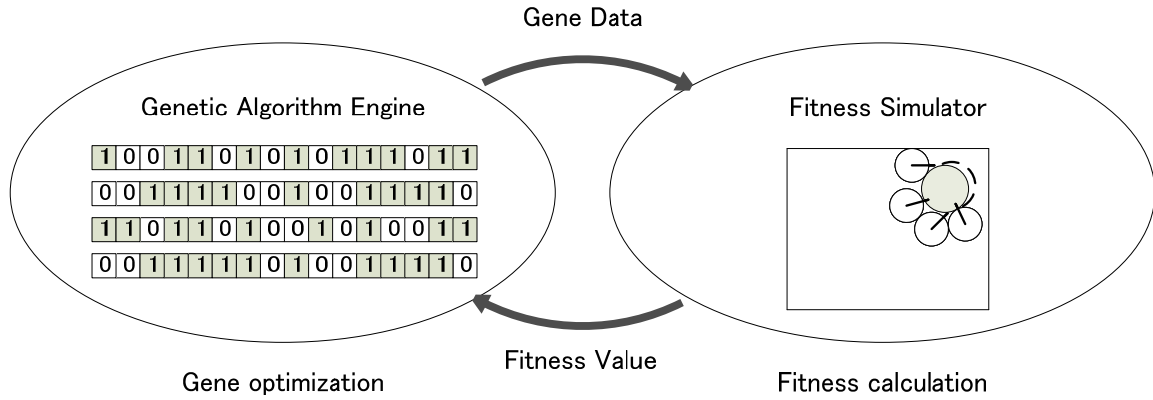 Gene Data
Genetic Algorithm Engine
1 0 0 1 1 0 1 0 1 0 1 1 1 0 1 1
0 0 1 1 1 1 0 0 1 0 0 1 1 1 1 0
1 1 0 1 1 0 1 0 0 1 0 1 0 0 1 1
0 0 1 1 1 1 1 0 1 0 0 1 1 1 1 0
Fitness Simulator
Fitness Value
Gene optimization
Fitness calculation